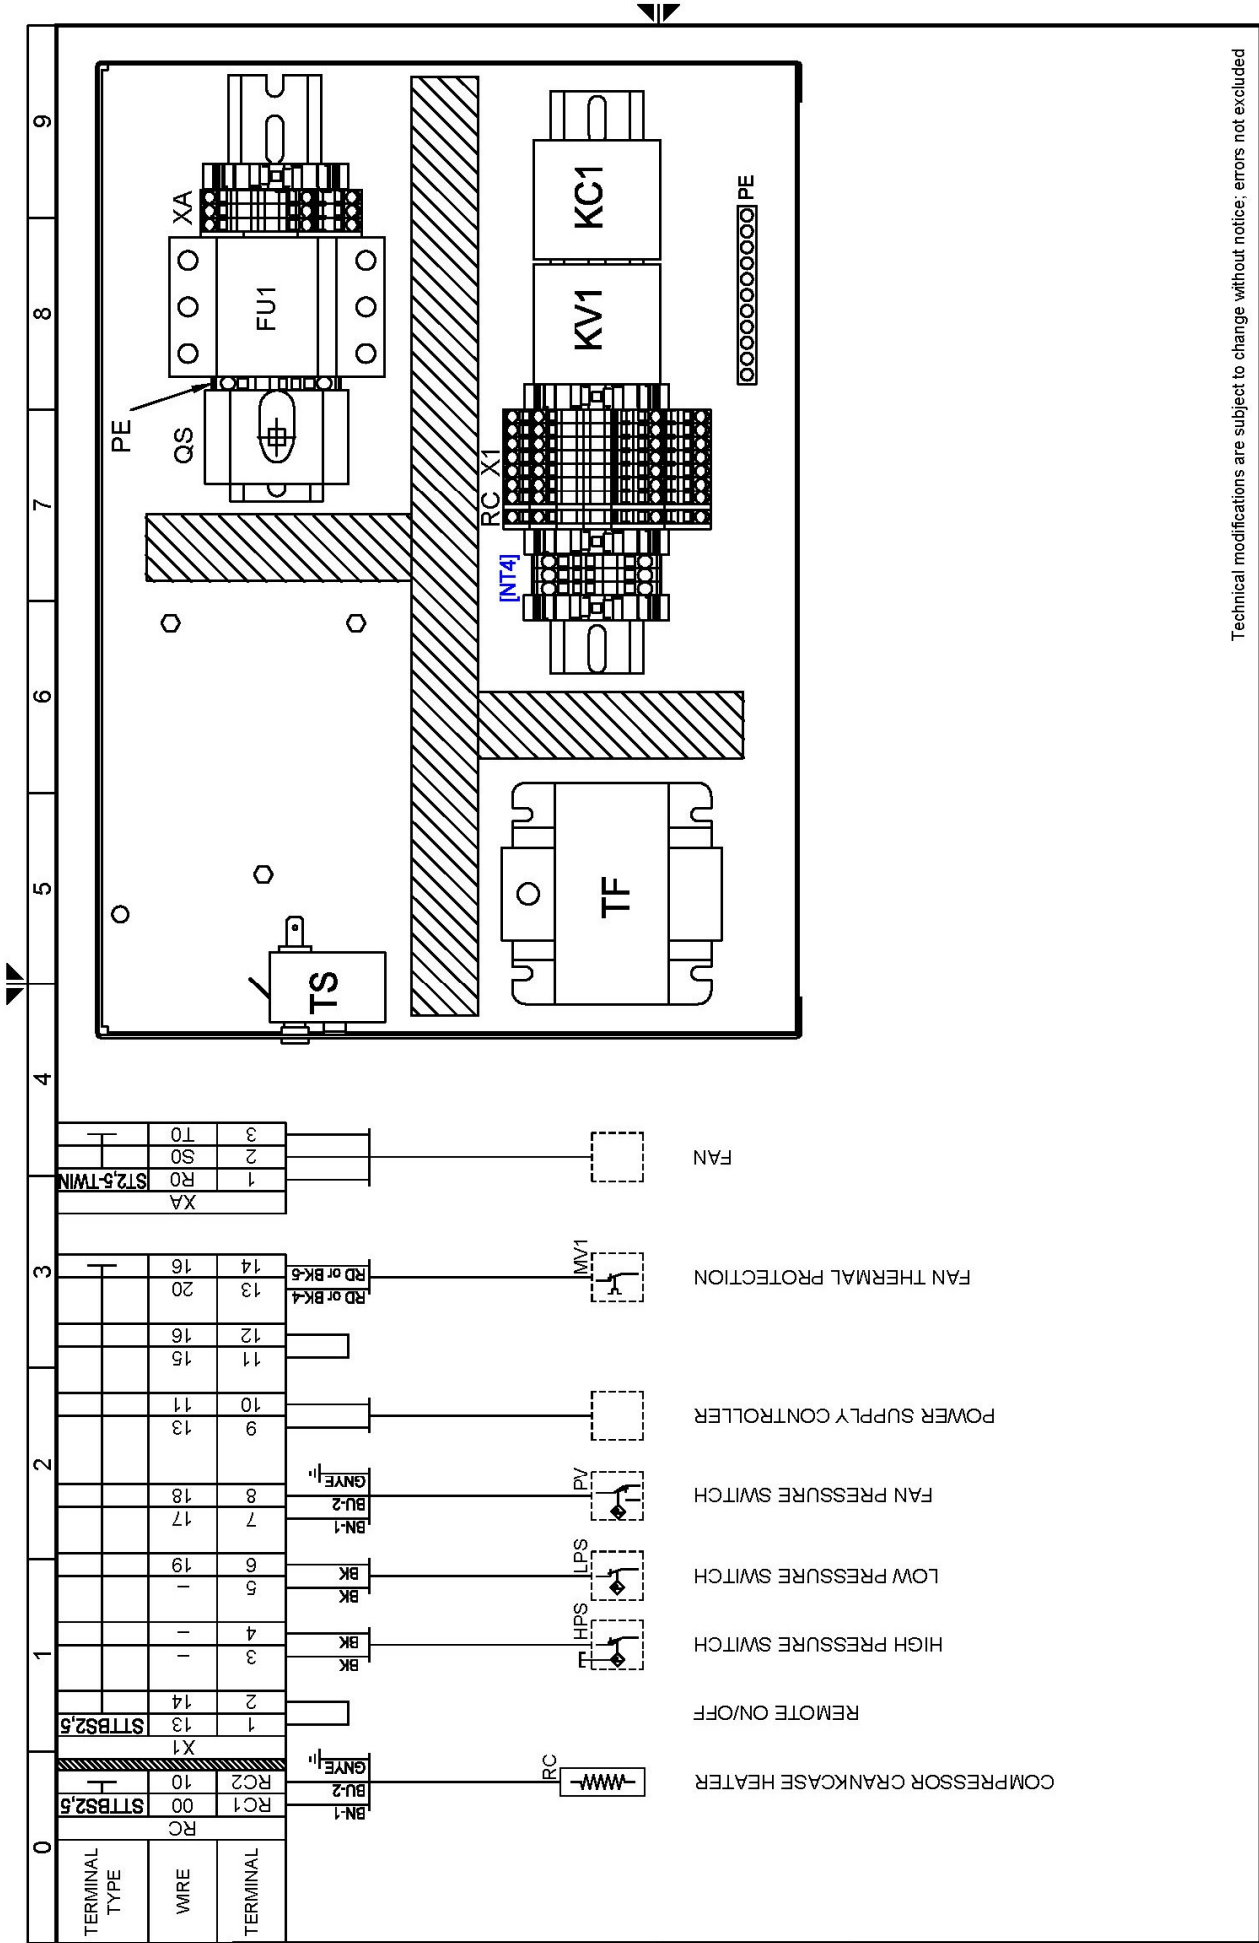 0
1
2
3
4
5
6
7
8
9
TERMINAL
TYPE
WIRE
TERMINAL
RC
STTBS2,5
00
10
RC1
RC2
BN-1
BU-2
GNYE
RC
COMPRESSOR CRANKCASE HEATER
X1
STTBS2,5
13
14
1
2
REMOTE ON/OFF
–
–
3
4
BK
BK
HPS
HIGH PRESSURE SWITCH
–
19
5
6
BK
BK
LPS
LOW PRESSURE SWITCH
17
18
7
8
BN-1
BU-2
GNYE
PV
FAN PRESSURE SWITCH
13
11
9
10
POWER SUPPLY CONTROLLER
15
16
11
12
20
16
13
14
RD or BK-4
RD or BK-5
MV1
FAN THERMAL PROTECTION
XA
ST2,5-TWIN
R0
S0
T0
1
2
3
FAN
TS
TF
PE
QS
FU1
XA
[NT4]
RC X1
KV1
KC1
PE
Technical modifications are subject to change without notice; errors not excluded